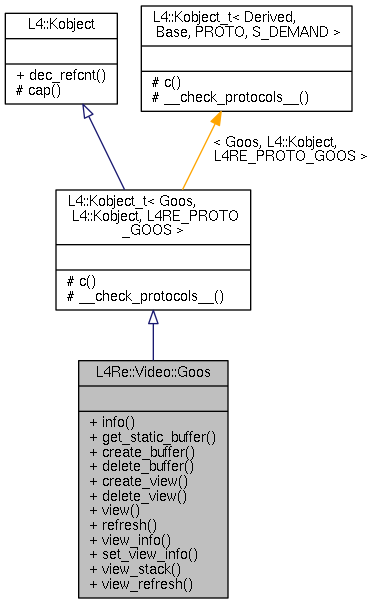 L4::Kobject
+ dec_refcnt()
# cap()
L4::Kobject_t< Derived,
Base, PROTO, S_DEMAND >
# c()
# __check_protocols__()
< Goos, L4::Kobject,
L4RE_PROTO_GOOS >
L4::Kobject_t< Goos,
L4::Kobject, L4RE_PROTO
_GOOS >
# c()
# __check_protocols__()
L4Re::Video::Goos
+ info()
+ get_static_buffer()
+ create_buffer()
+ delete_buffer()
+ create_view()
+ delete_view()
+ view()
+ refresh()
+ view_info()
+ set_view_info()
+ view_stack()
+ view_refresh()